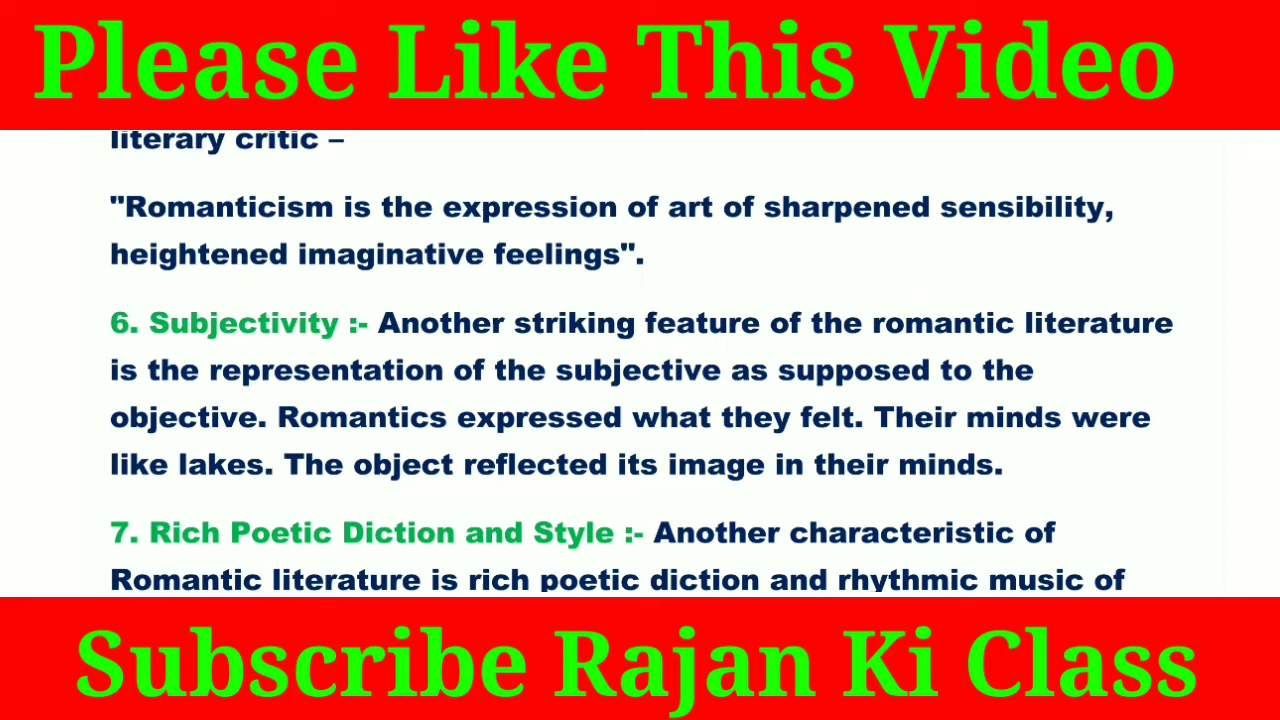 Please Like This Video
literary critic –
"Romanticism is the expression of art of sharpened sensibility,
heightened imaginative feelings".
6. Subjectivity :- Another striking feature of the romantic literature
is the representation of the subjective as supposed to the
objective. Romantics expressed what they felt. Their minds were
like lakes. The object reflected its image in their minds.
7. Rich Poetic Diction and Style :- Another characteristic of
Romantic literature is rich poetic diction and rhythmic music of
Subscribe Rajan Ki Class